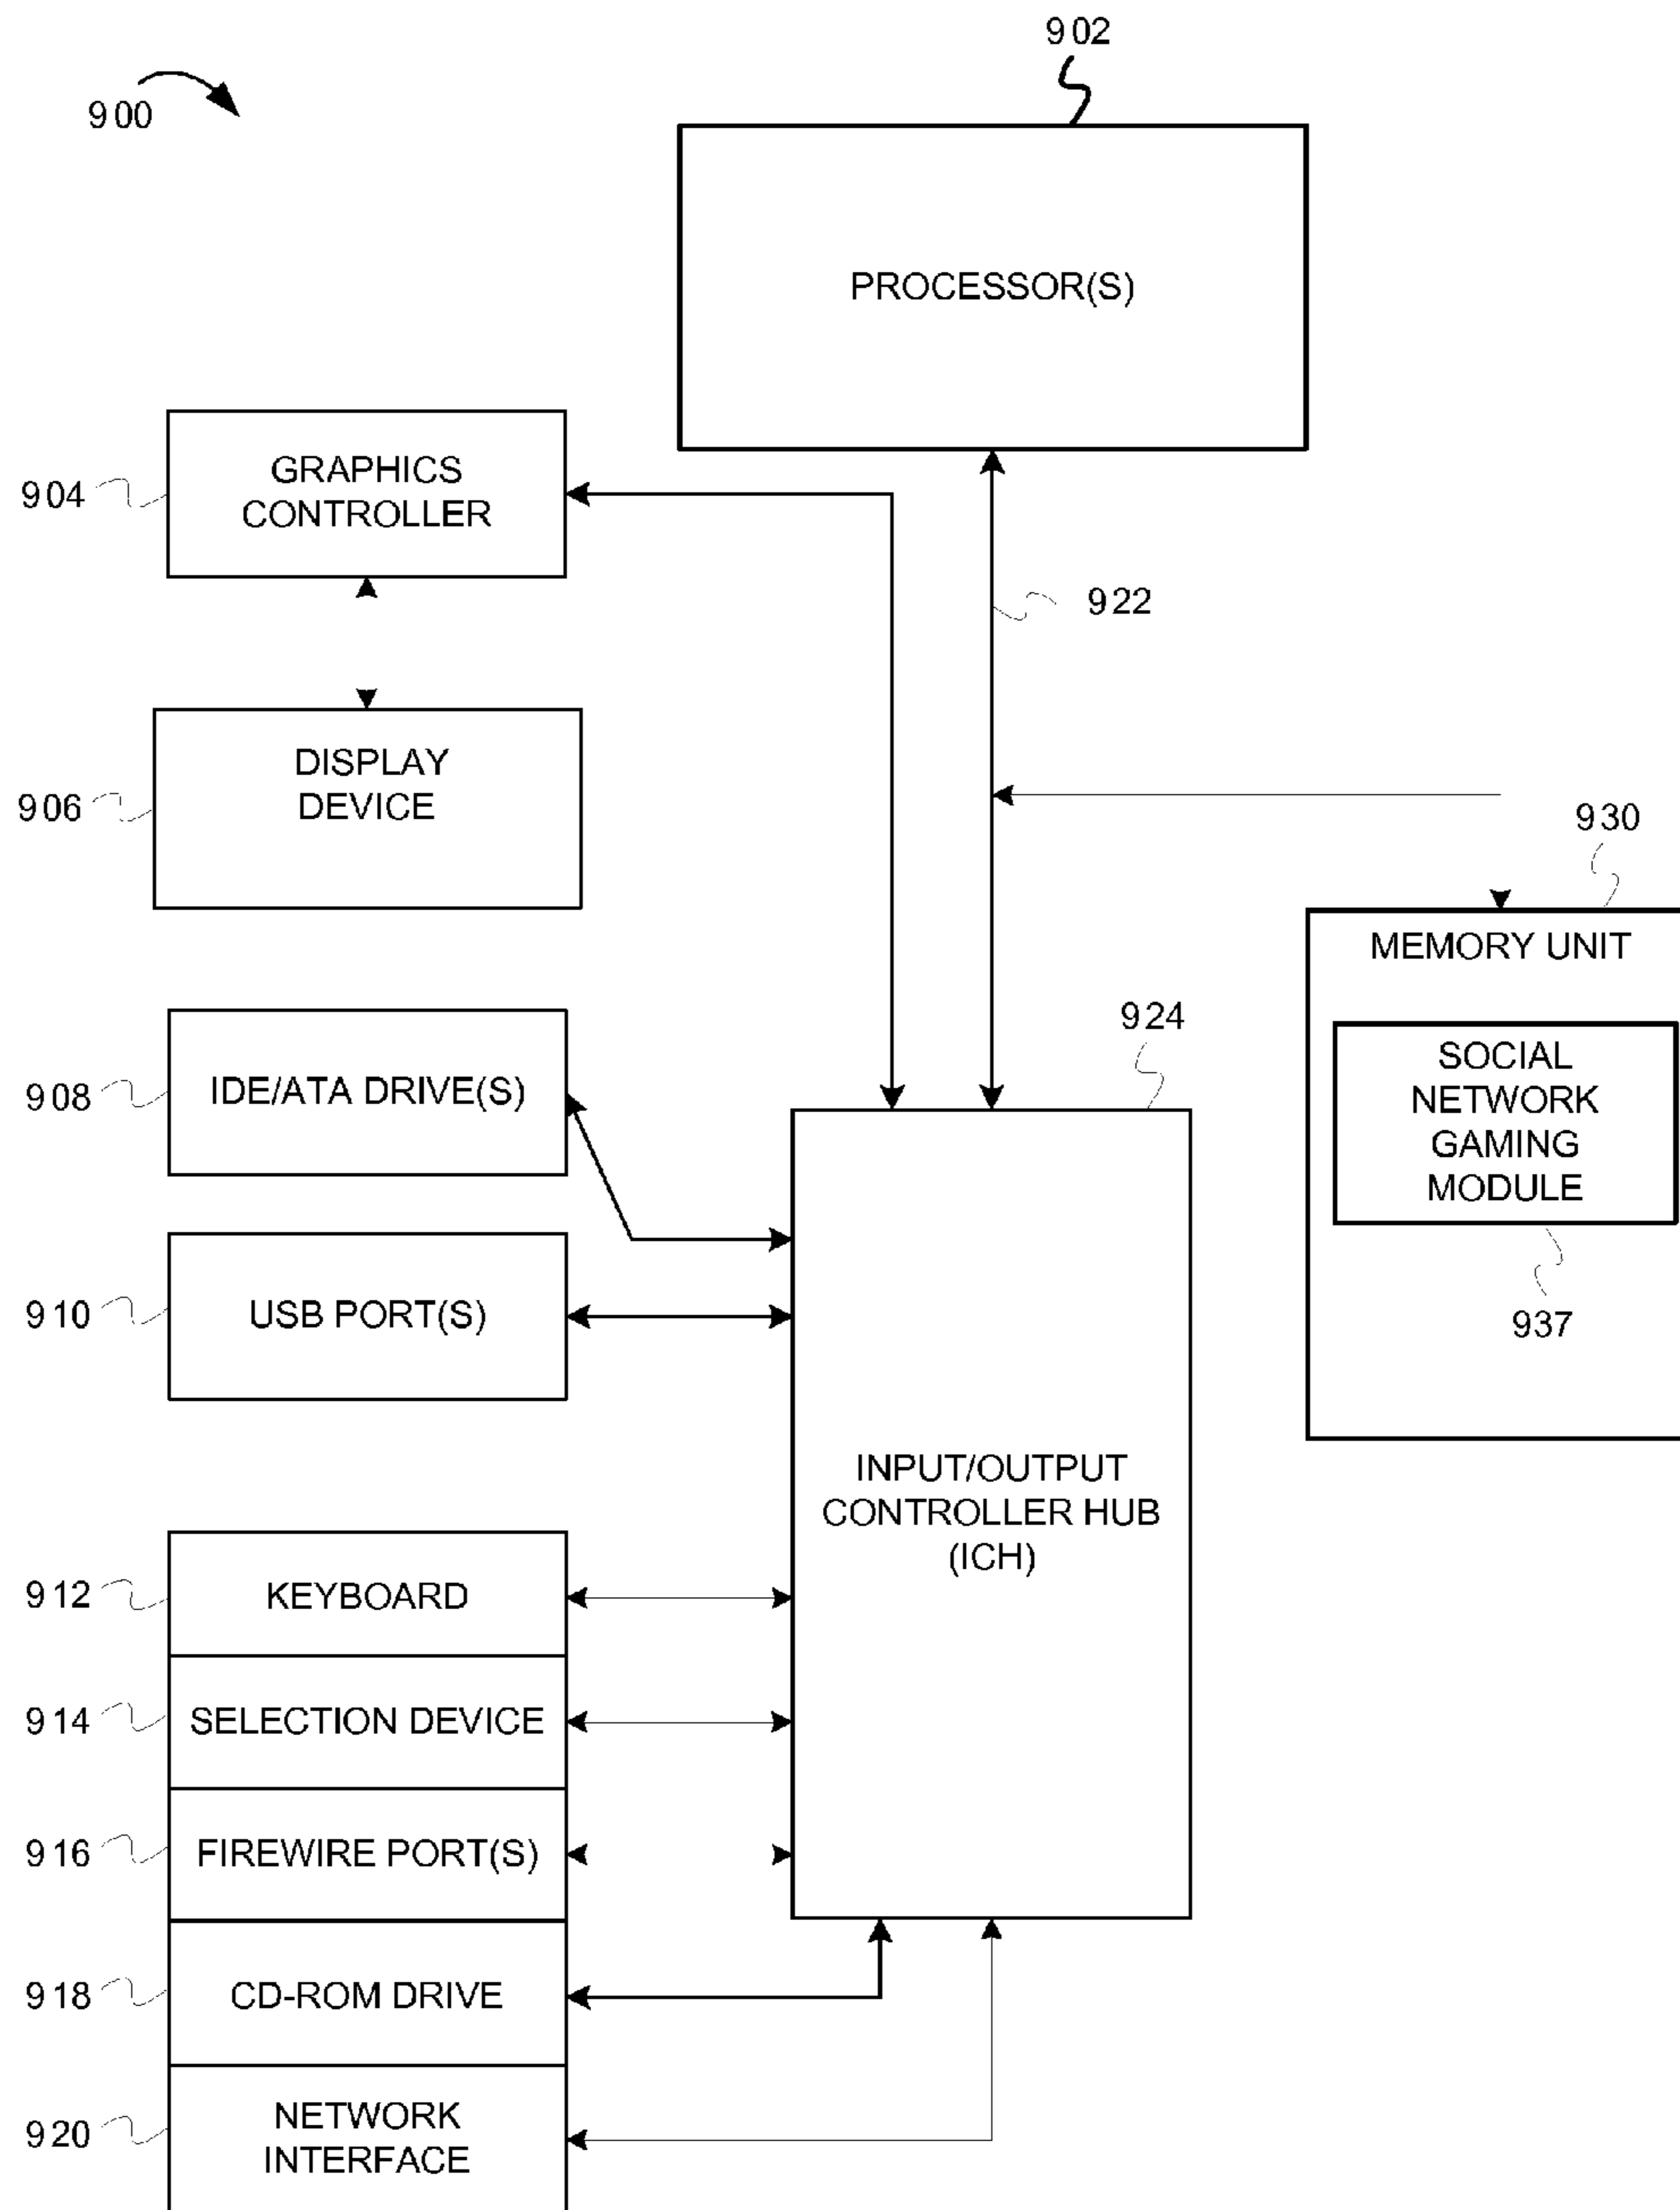 902
900
PROCESSOR(S)
904
GRAPHICS
CONTROLLER
922
906
DISPLAY
DEVICE
930
MEMORY UNIT
924
908
IDE/ATA DRIVE(S)
SOCIAL
NETWORK
GAMING
MODULE
937
910
USB PORT(S)
INPUT/OUTPUT
CONTROLLER HUB
(ICH)
912
KEYBOARD
914
SELECTION DEVICE
916
FIREWIRE PORT(S)
918
CD-ROM DRIVE
920
NETWORK
INTERFACE